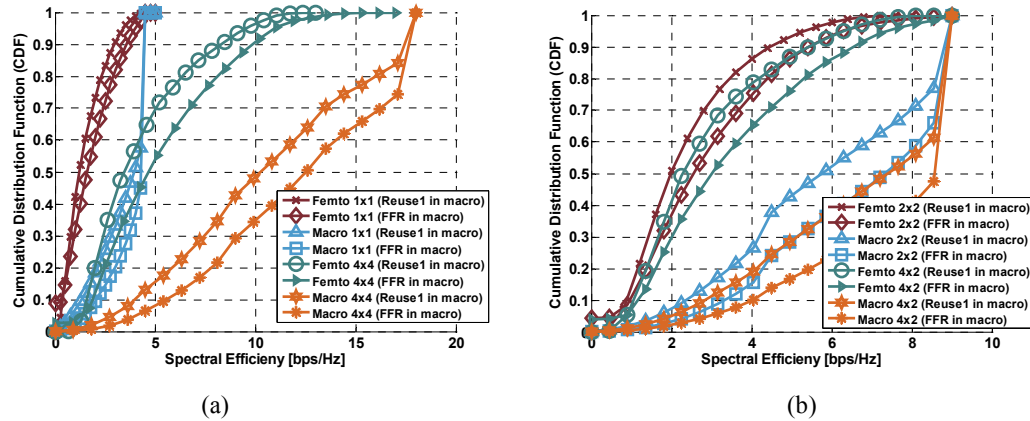 1
0.9
0.8
0.7
0.6
0.5
0.4
0.3
0.2
0.1
0
Cumulative Distribution Function (CDF)
Femto 1x1 (Reuse1 in macro)
Femto 1x1 (FFR in macro)
Macro 1x1 (Reuse1 in macro)
Macro 1x1 (FFR in macro)
Femto 4x4 (Reuse1 in macro)
Femto 4x4 (FFR in macro)
Macro 4x4 (Reuse1 in macro)
Macro 4x4 (FFR in macro)
0 5 10 15 20
Spectral Efficieny [bps/Hz]
(a)
1
0.9
0.8
0.7
0.6
0.5
0.4
0.3
0.2
0.1
0
Cumulative Distribution Function (CDF)
Femto 2x2 (Reuse1 in macro)
Femto 2x2 (FFR in macro)
Macro 2x2 (Reuse1 in macro)
Macro 2x2 (FFR in macro)
Femto 4x2 (Reuse1 in macro)
Femto 4x2 (FFR in macro)
Macro 4x2 (Reuse1 in macro)
Macro 4x2 (FFR in macro)
0 2 4 6 8 10
Spectral Efficieny [bps/Hz]
(b)